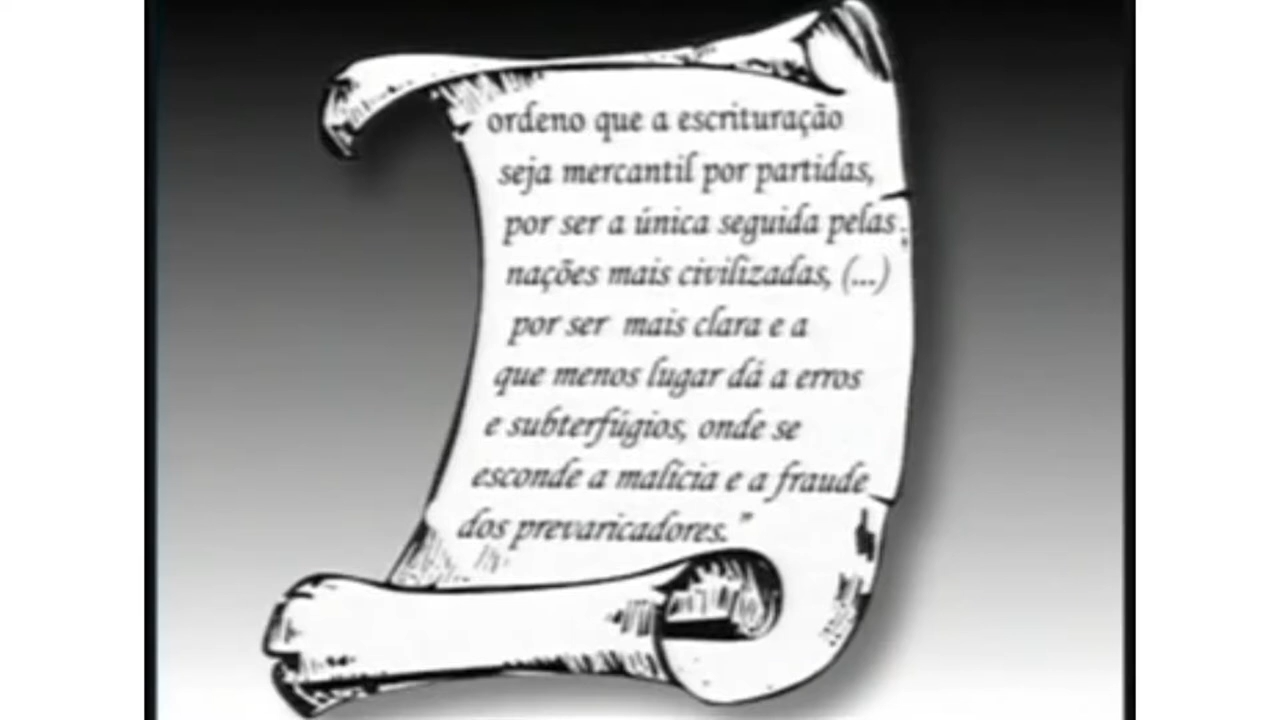 ordeno que a escrituração
seja mercantil por partidas,
por ser a única seguida pelas
nações mais civilizadas, (...)
por ser mais clara e a
que menos lugar dá a erros
e subterfúgios, onde se
esconde a malícia e a fraude
dos prevaricadores.”